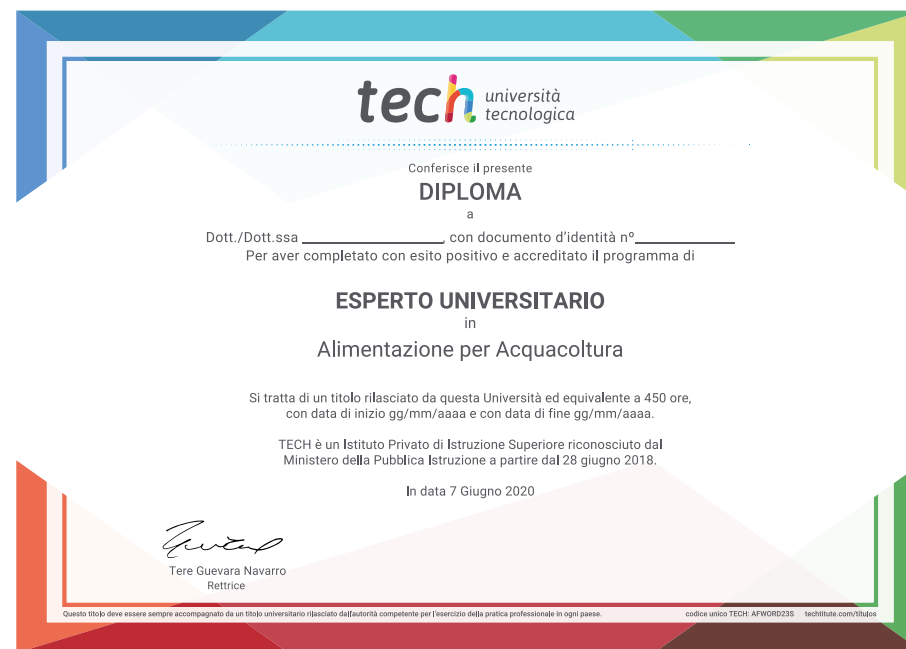 tech università
tecnologica
Conferisce il presente
DIPLOMA
a
Dott./Dott.ssa ____________________, con documento d'identità nº______________
Per aver completato con esito positivo e accreditato il programma di
ESPERTO UNIVERSITARIO
in
Alimentazione per Acquacoltura
Si tratta di un titolo rilasciato da questa Università ed equivalente a 450 ore,
con data di inizio gg/mm/aaaa e con data di fine gg/mm/aaaa.
TECH è un Istituto Privato di Istruzione Superiore riconosciuto dal
Ministero della Pubblica Istruzione a partire dal 28 giugno 2018.
In data 7 Giugno 2020
Tere Guevara Navarro
Rettrice
Questo titolo deve essere sempre accompagnato da un titolo universitario rilasciato dall'autorità competente per l'esercizio della pratica professionale in ogni paese. codice unico TECH: AFWORD23S techtitute.com/titulos